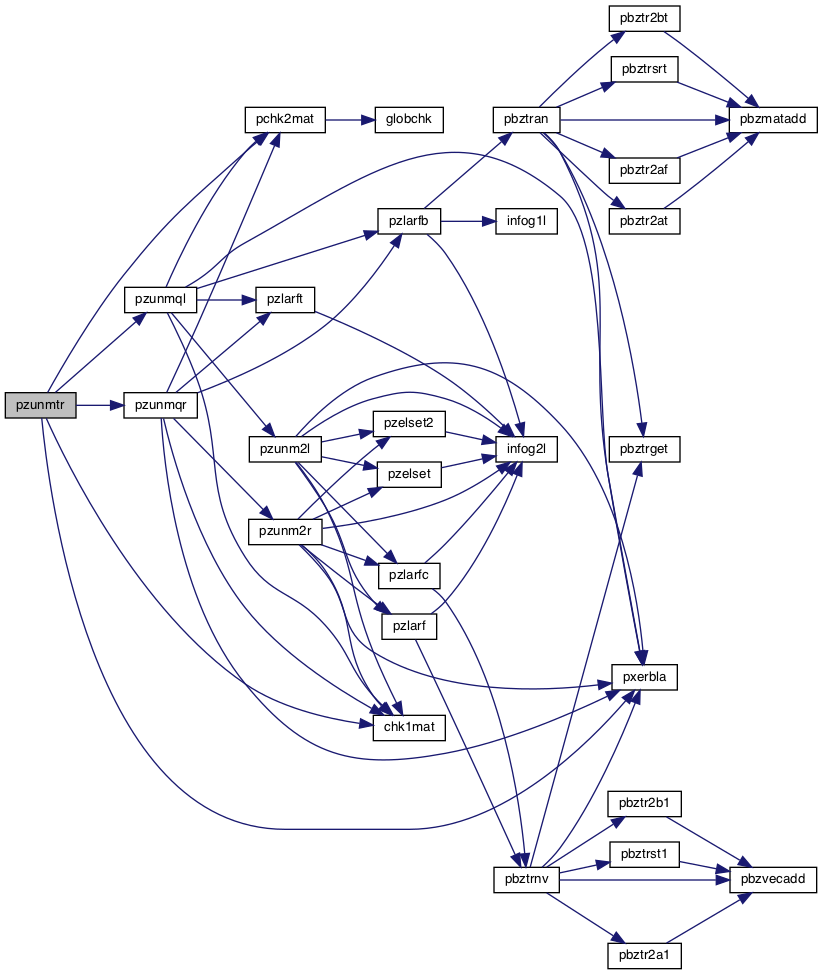 pbztr2bt
pbztrsrt
pchk2mat
globchk
pbztran
pbzmatadd
pbztr2af
pzlarfb
infog1l
pbztr2at
pzunmql
pzlarft
pzunmtr
pzunmqr
pzelset2
pzunm2l
infog2l
pbztrget
pzelset
pzunm2r
pzlarfc
pzlarf
pxerbla
chk1mat
pbztr2b1
pbztrst1
pbztrnv
pbzvecadd
pbztr2a1